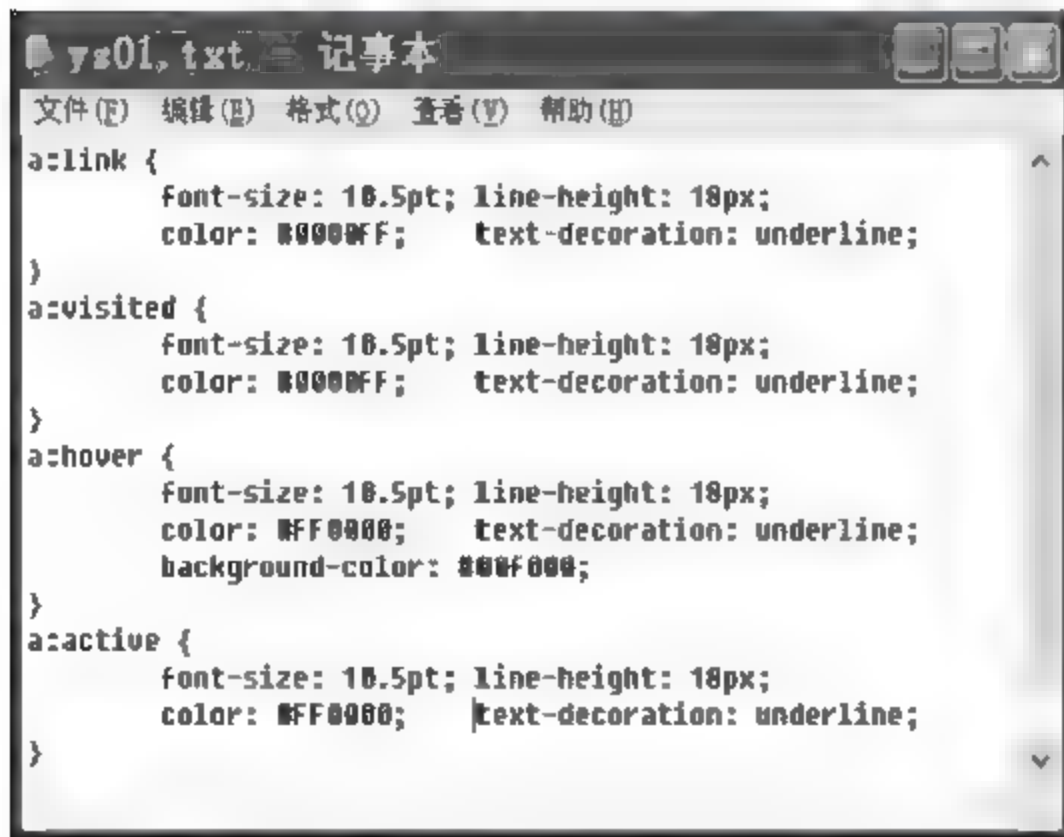 ys01.txt 记事本
文件(F) 编辑(E) 格式(O) 查看(V) 帮助(H)
a:link {
font-size: 10.5pt; line-height: 18px;
color: #0000FF; text-decoration: underline;
}
a:visited {
font-size: 10.5pt; line-height: 18px;
color: #0000FF; text-decoration: underline;
}
a:hover {
font-size: 10.5pt; line-height: 18px;
color: #FF0000; text-decoration: underline;
background-color: #00F000;
}
a:active {
font-size: 10.5pt; line-height: 18px;
color: #FF0000; text-decoration: underline;
}